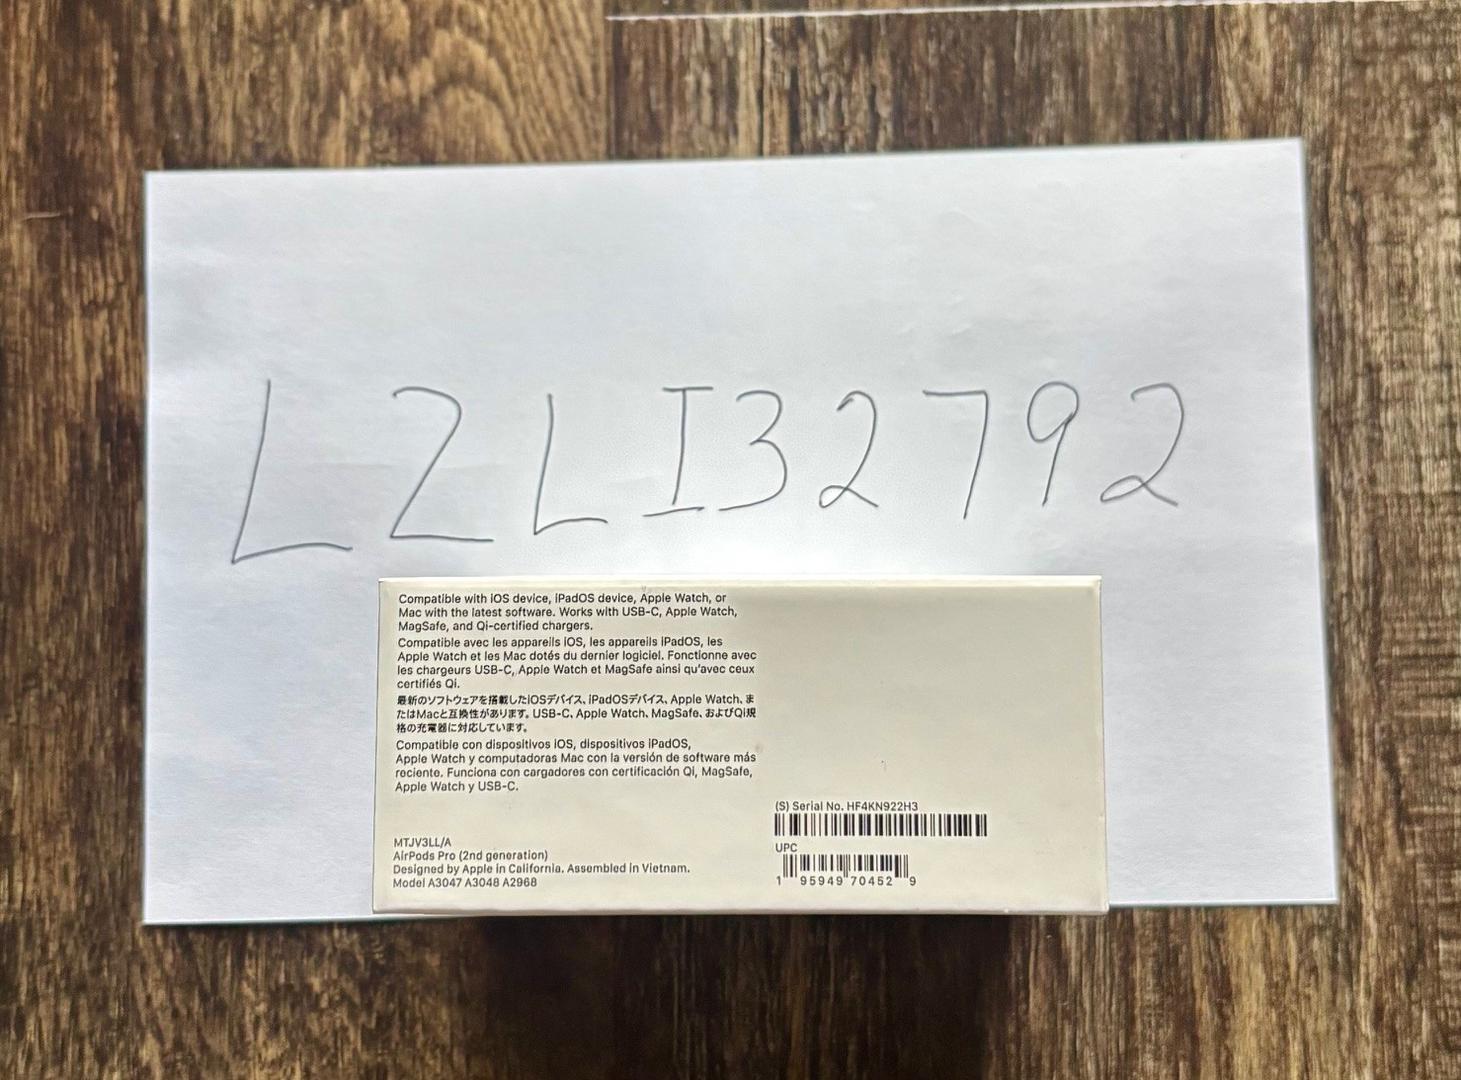 LZLI32792
Compatible with iOS device, iPadOS device, Apple Watch, or
Mac with the latest software. Works with USB-C, Apple Watch,
MagSafe, and Qi-certified chargers.
Compatible avec les appareils iOS, les appareils iPadOS, les
Apple Watch et les Mac dotés du dernier logiciel. Fonctionne avec
les chargeurs USB-C, Apple Watch et MagSafe ainsi qu'avec ceux
certifiés Qi.
最新のソフトウェアを搭載したiOSデバイス、iPadOSデバイス、Apple Watch、ま
たはMacと互換性があります。USB-C、Apple Watch、MagSafe、およびQi規
格の充電器に対応しています。
Compatible con dispositivos iOS, dispositivos iPadOS,
Apple Watch y computadoras Mac con la versión de software más
reciente. Funciona con cargadores con certificación Qi, MagSafe,
Apple Watch y USB-C.
MTJV3LL/A
AirPods Pro (2nd generation)
Designed by Apple in California. Assembled in Vietnam.
Model A3047 A3048 A2968
(S) Serial No. HF4KN922H3
UPC
1 95949 70452 9